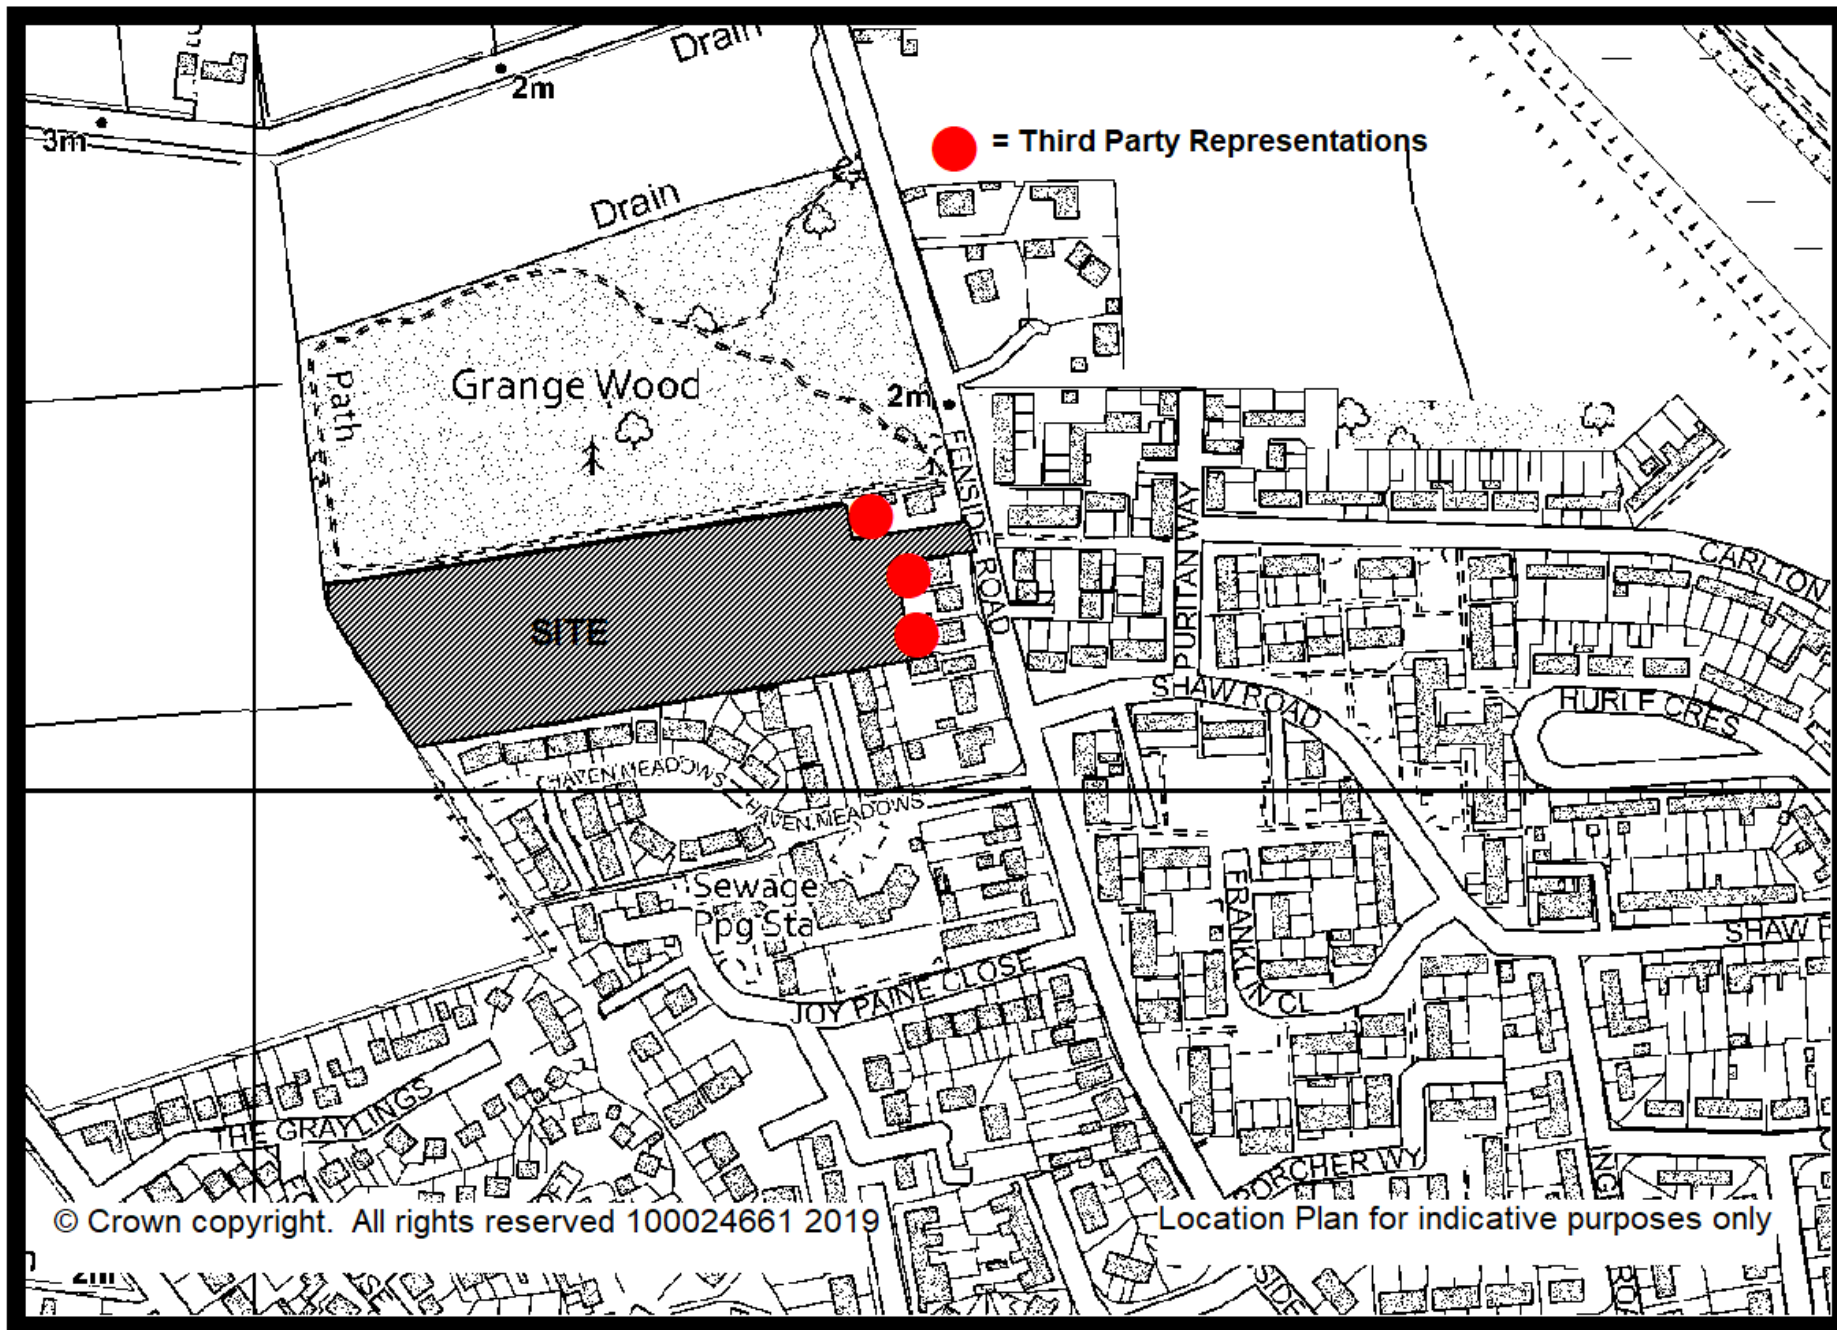 Drain
2m
3m
= Third Party Representations
Drain
Path
Grange Wood
2m
FENSIDE ROAD
PURITAN WAY
CARLTON
SITE
SHAW ROAD
HURLE CRES
HAVEN MEADOWS
HAVEN MEADOWS
Sewage
Ppg Sta
FRANKLIN CL
SHAW
JOY PAINE CLOSE
THE GRAYLINGS
PORCHER WY
© Crown copyright. All rights reserved 100024661 2019
Location Plan for indicative purposes only
2m
SIDE